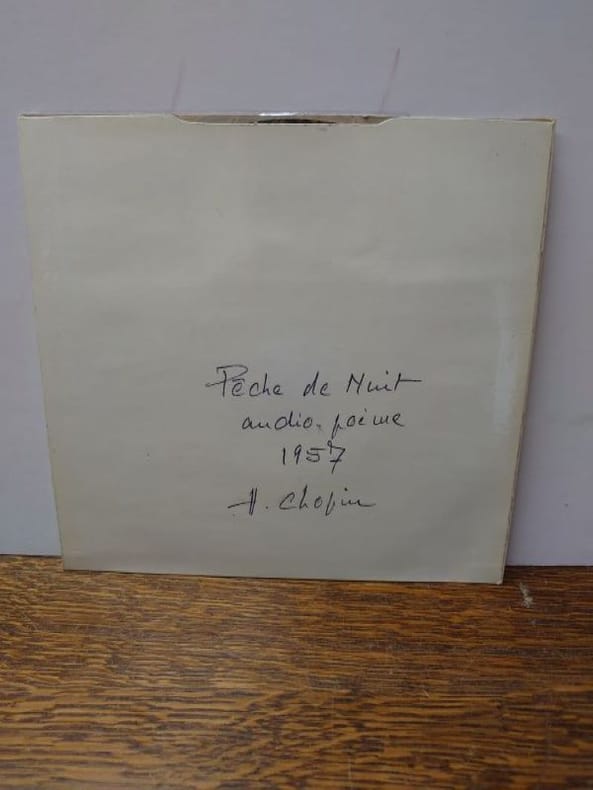 Pêche de Nuit
audio-poème
1957
H. Chopin